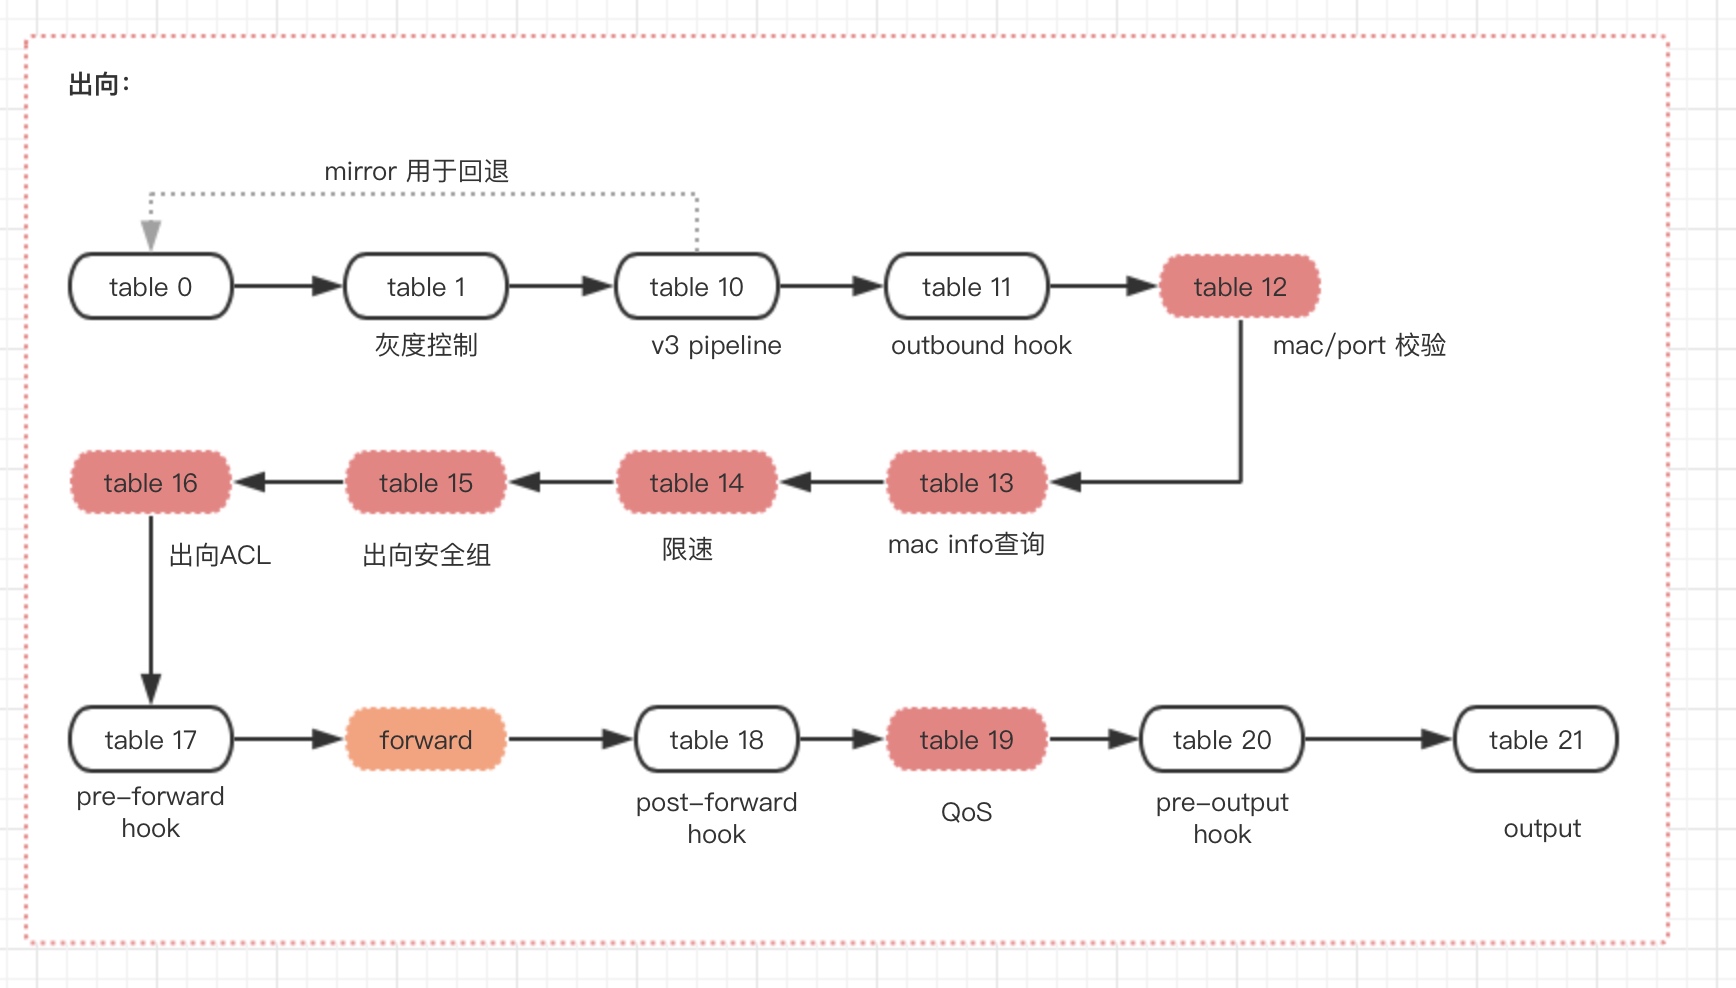 出向：
mirror 用于回退
table 0
table 1
table 10
table 11
table 12
灰度控制
v3 pipeline
outbound hook
mac/port 校验
table 16
table 15
table 14
table 13
出向ACL
出向安全组
限速
mac info查询
table 17
forward
table 18
table 19
table 20
table 21
pre-forward
hook
post-forward
hook
QoS
pre-output
hook
output